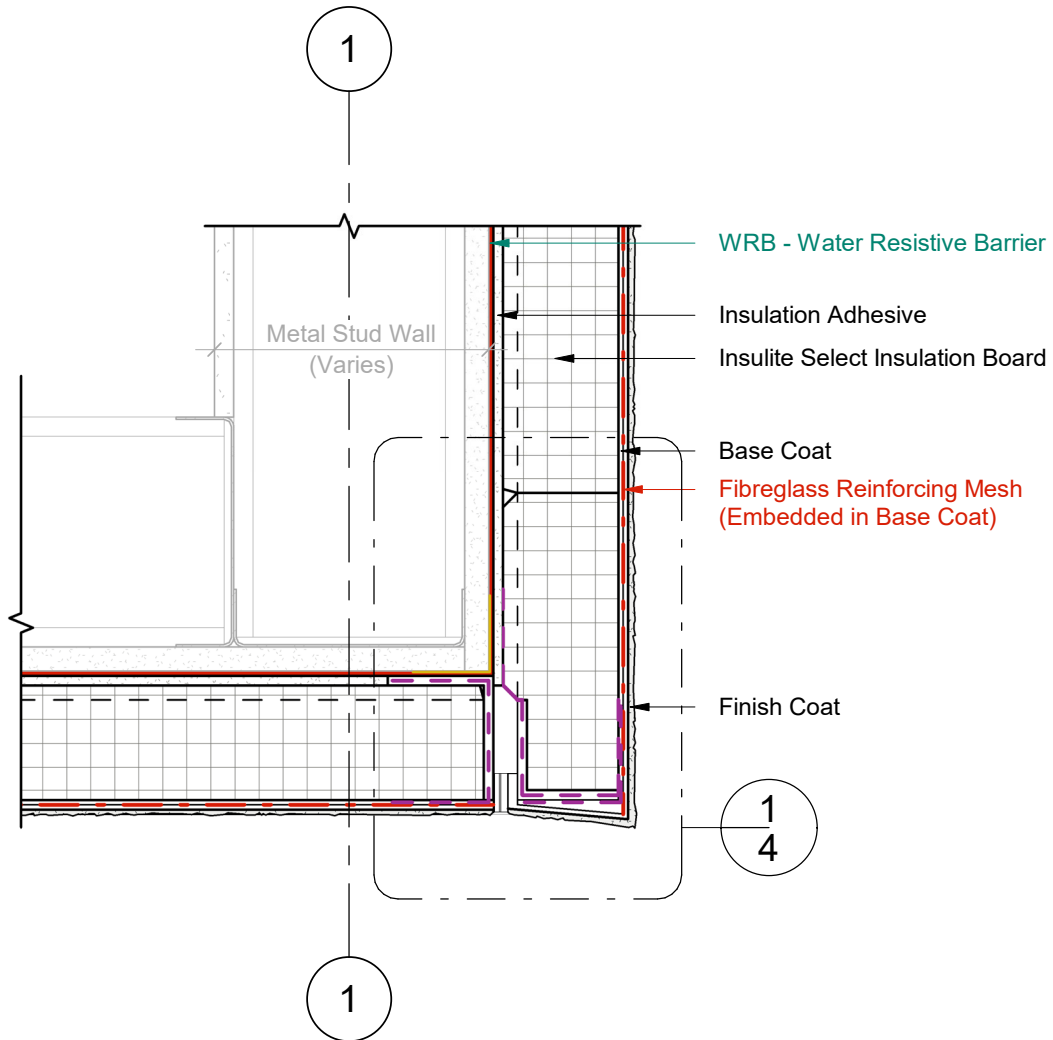 1
WRB - Water Resistive Barrier
Insulation Adhesive
Metal Stud Wall
(Varies)
Insulite Select Insulation Board
Base Coat
Fibreglass Reinforcing Mesh
(Embedded in Base Coat)
Finish Coat
1
4
1